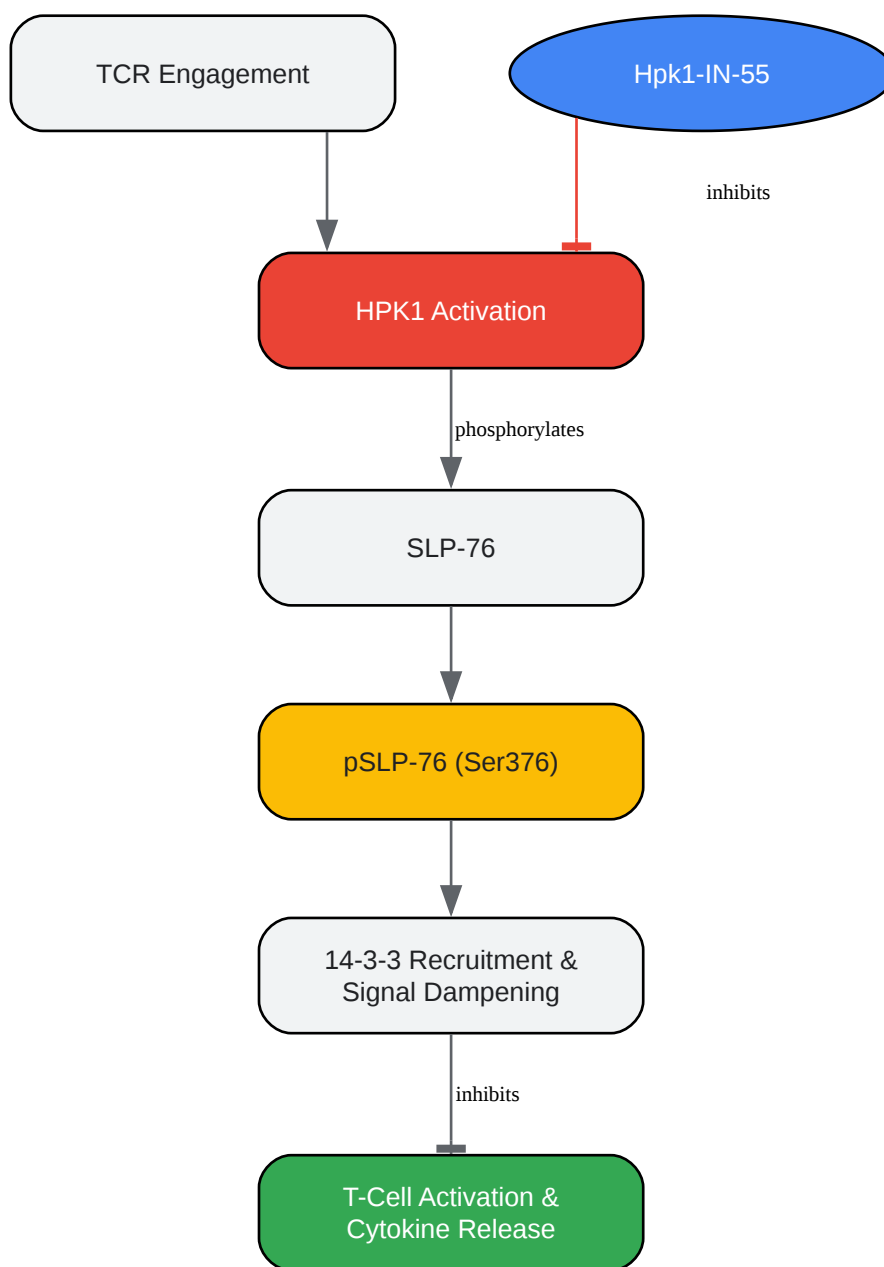 TCR Engagement
Hpk1-IN-55
inhibits
HPK1 Activation
phosphorylates
SLP-76
pSLP-76 (Ser376)
14-3-3 Recruitment &
Signal Dampening
inhibits
T-Cell Activation &
Cytokine Release